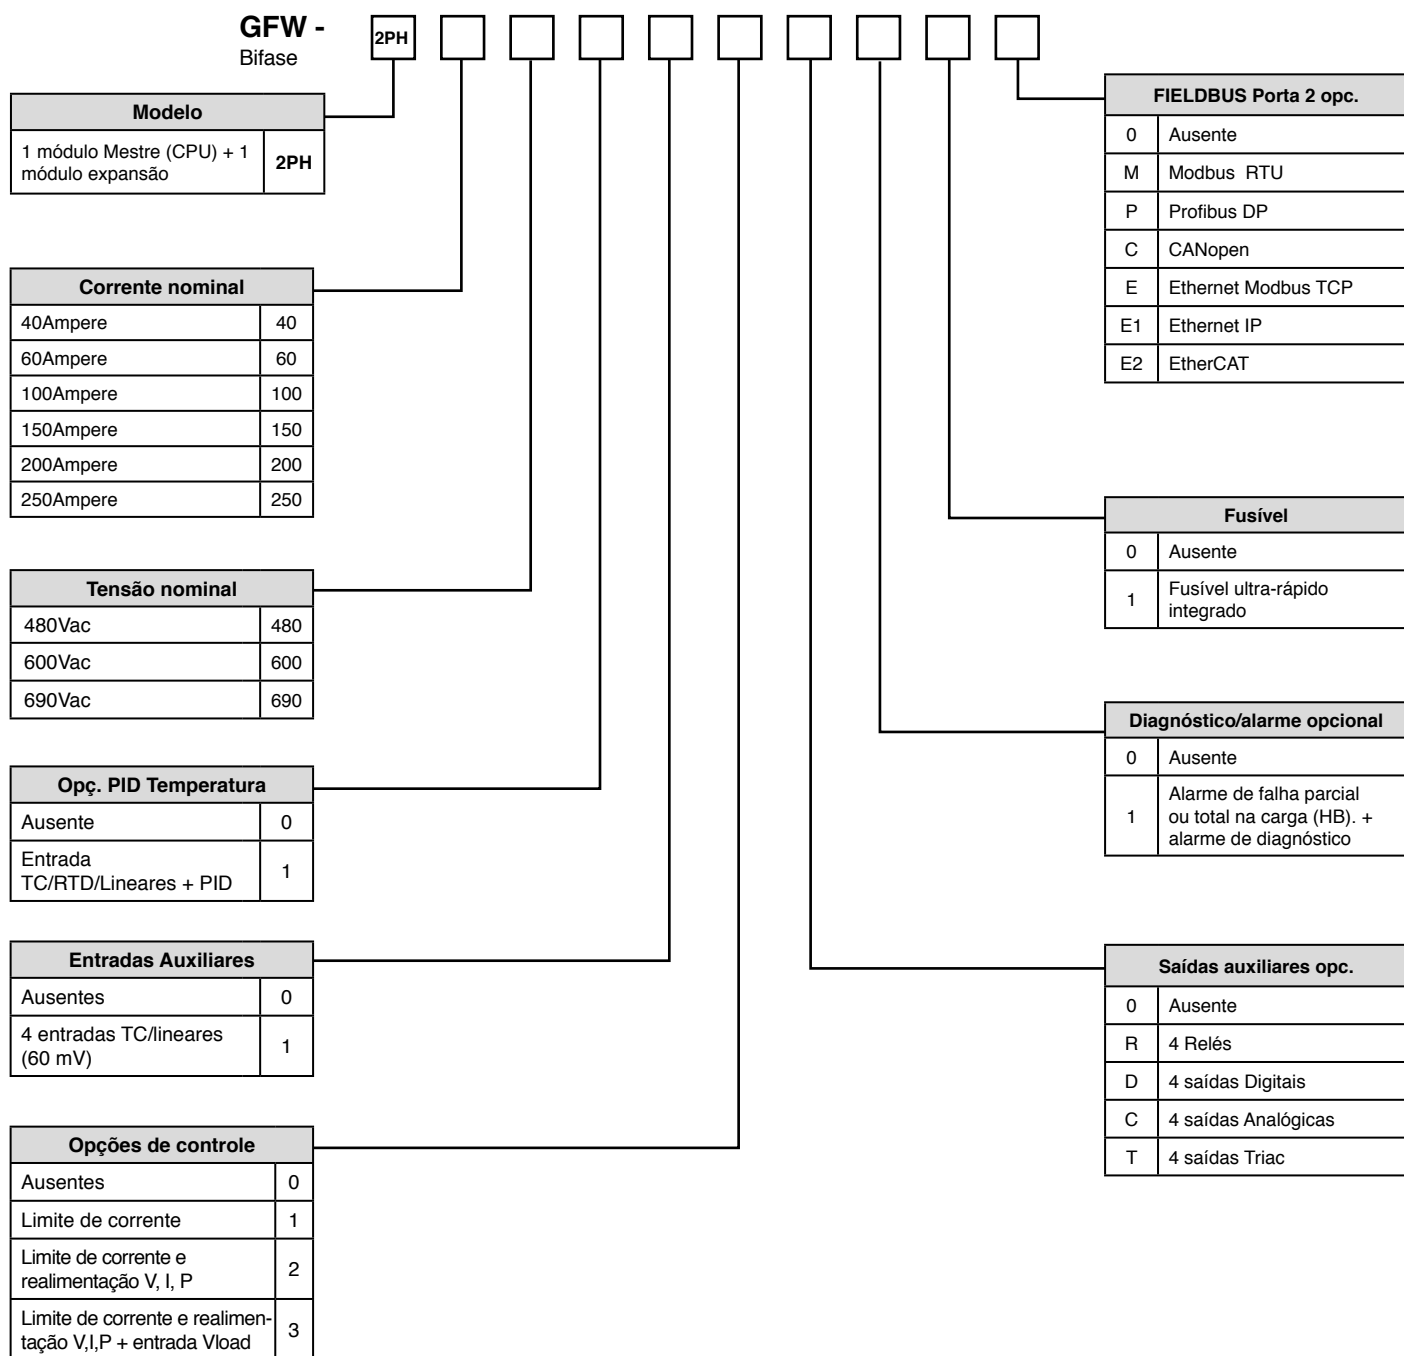 GFW -
Bifase
2PH
Modelo
1 módulo Mestre (CPU) + 1
módulo expansão
2PH
Corrente nominal
40Ampere 40
60Ampere 60
100Ampere 100
150Ampere 150
200Ampere 200
250Ampere 250
Tensão nominal
480Vac 480
600Vac 600
690Vac 690
Opç. PID Temperatura
Ausente 0
Entrada
TC/RTD/Lineares + PID
1
Entradas Auxiliares
Ausentes 0
4 entradas TC/lineares
(60 mV)
1
Opções de controle
Ausentes 0
Limite de corrente 1
Limite de corrente e
realimentação V, I, P
2
Limite de corrente e realimen-
tação V,I,P + entrada Vload
3
FIELDBUS Porta 2 opc.
0 Ausente
M Modbus RTU
P Profibus DP
C CANopen
E Ethernet Modbus TCP
E1 Ethernet IP
E2 EtherCAT
Fusível
0 Ausente
1
Fusível ultra-rápido
integrado
Diagnóstico/alarme opcional
0 Ausente
1
Alarme de falha parcial
ou total na carga (HB). +
alarme de diagnóstico
Saídas auxiliares opc.
0 Ausente
R 4 Relés
D 4 saídas Digitais
C 4 saídas Analógicas
T 4 saídas Triac